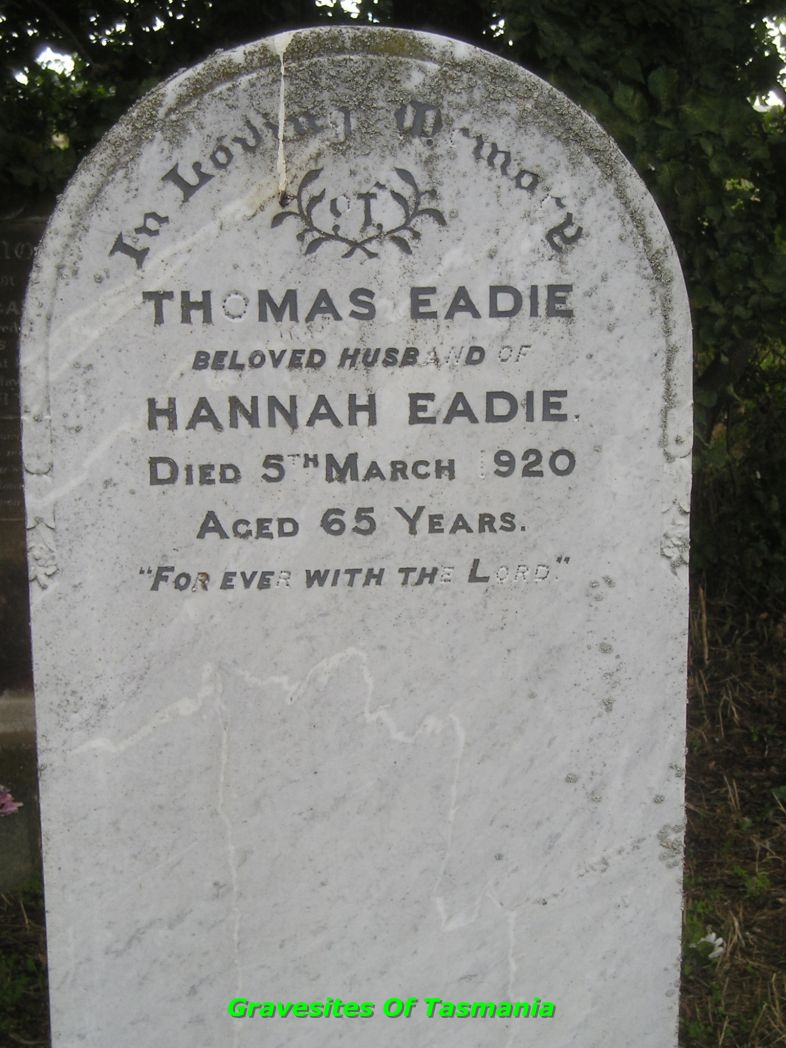 In Loving Memory
OF
THOMAS EADIE
BELOVED HUSBAND OF
HANNAH EADIE.
DIED 5TH MARCH 1920
AGED 65 YEARS.
"FOR EVER WITH THE LORD."
Gravesites Of Tasmania